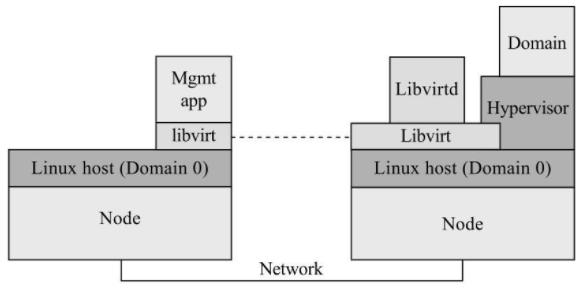 Mgmt
app
libvirt
Linux host (Domain 0)
Node
Domain
Hypervisor
Libvirtd
Libvirt
Linux host (Domain 0)
Node
Network